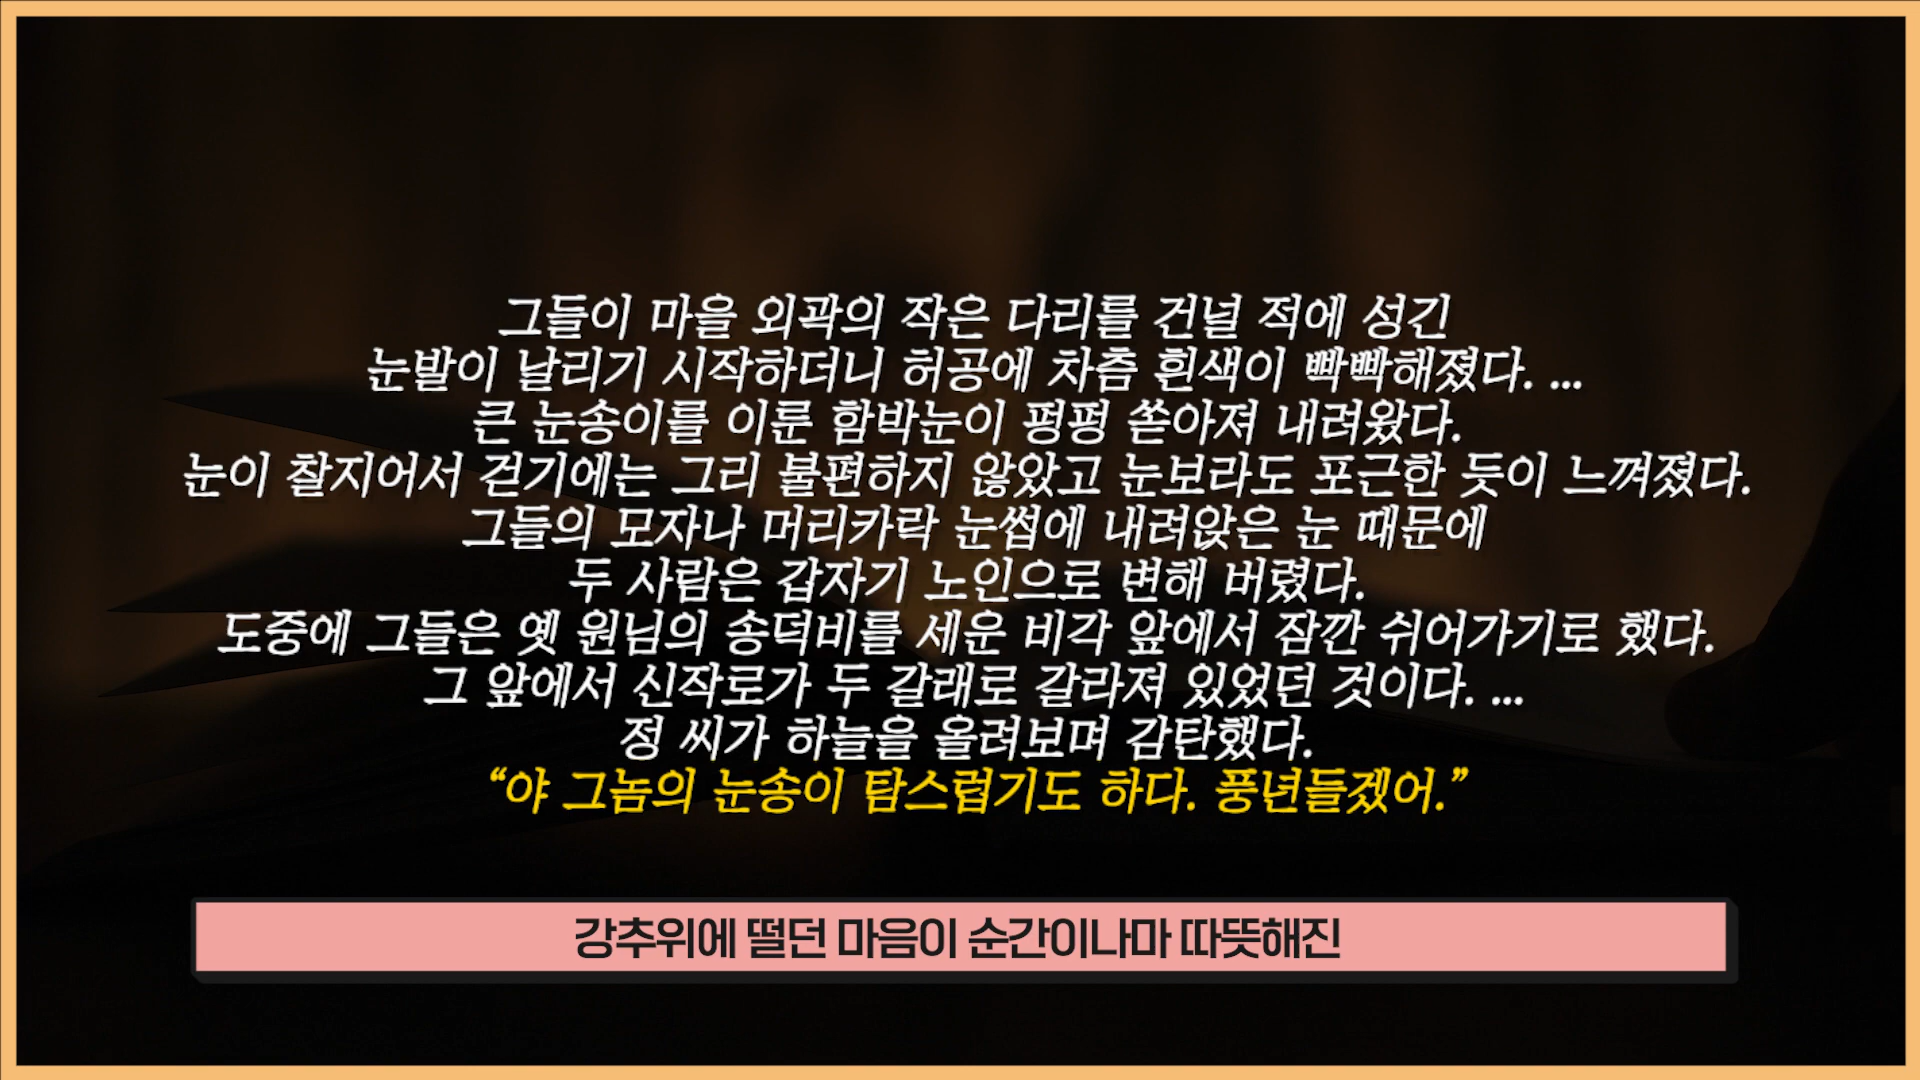 그들이 마을 외곽의 작은 다리를 건널 적에 성긴
눈발이 날리기 시작하더니 허공에 차츰 흰색이 빡빡해졌다. ...
큰 눈송이를 이룬 함박눈이 펑펑 쏟아져 내려왔다.
눈이 찰지어서 걷기에는 그리 불편하지 않았고 눈보라도 포근한 듯이 느껴졌다.
그들의 모자나 머리카락 눈썹에 내려앉은 눈 때문에
두 사람은 갑자기 노인으로 변해 버렸다.
도중에 그들은 옛 원님의 송덕비를 세운 비각 앞에서 잠깐 쉬어가기로 했다.
그 앞에서 신작로가 두 갈래로 갈라져 있었던 것이다. ...
정 씨가 하늘을 올려보며 감탄했다.
“야 그놈의 눈송이 탐스럽기도 하다. 풍년들겠어.”
강추위에 떨던 마음이 순간이나마 따뜻해진